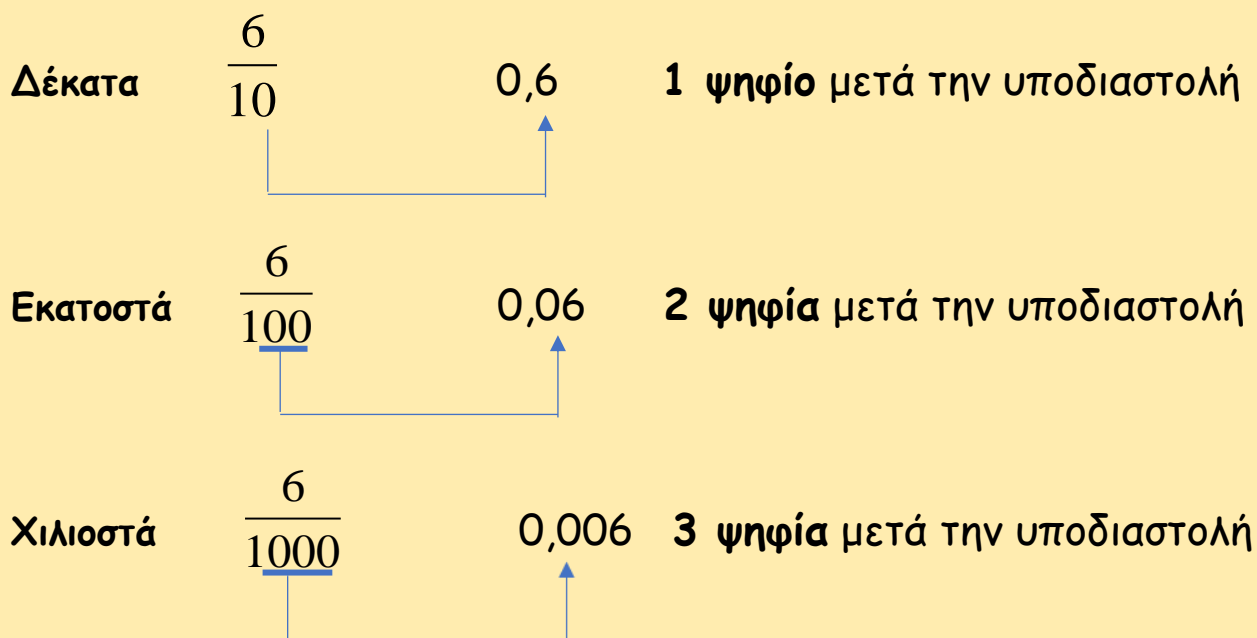 Δέκατα 6/10 0,6 1 ψηφίο μετά την υποδιαστολή
Εκατοστά 6/100 0,06 2 ψηφία μετά την υποδιαστολή
Χιλιοστά 6/1000 0,006 3 ψηφία μετά την υποδιαστολή